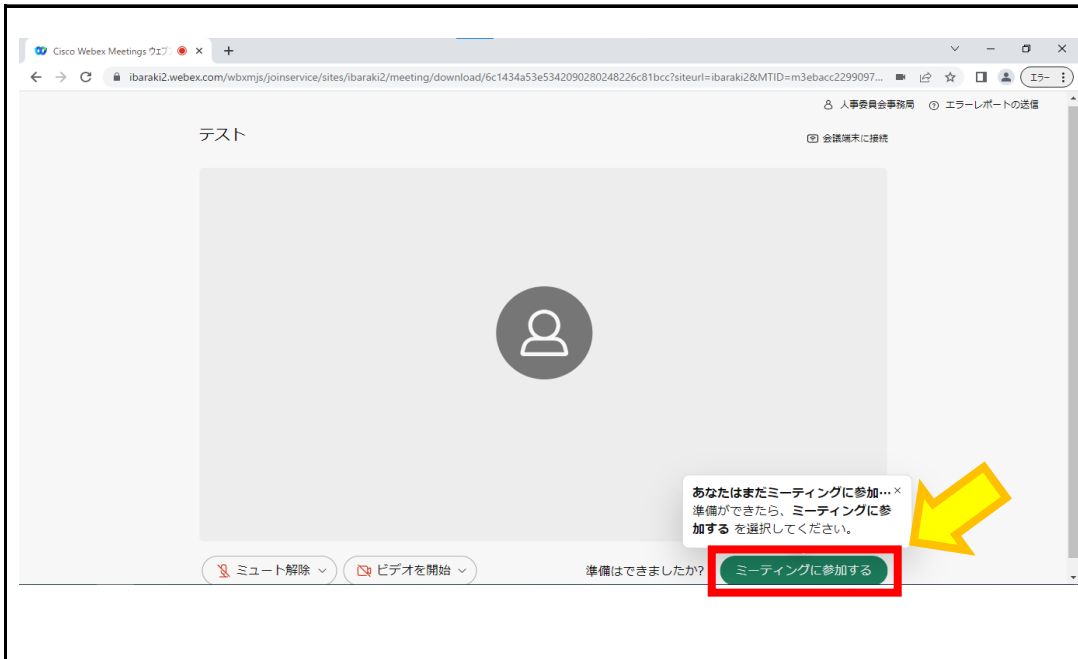 Cisco Webex Meetings ウェブ
ibaraki2.webex.com/wbxmjs/joinservice/sites/ibaraki2/meeting/download/6c1434a53e5342090280248226c81bcc?siteurl=ibaraki2&MTID=m3ebacc2299097...
エラー
人事委員会事務局 エラーレポートの送信
テスト
会議端末に接続
あなたはまだミーティングに参加…
準備ができたら、ミーティングに参
加する を選択してください。
ミュート解除 ビデオを開始 準備はできましたか? ミーティングに参加する